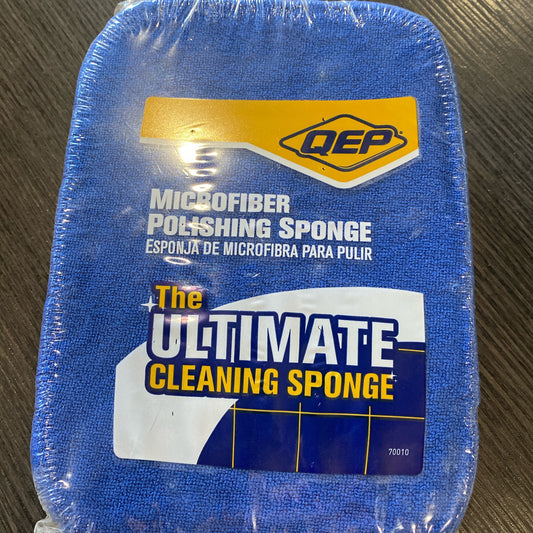 QEP
MICROFIBER
POLISHING SPONGE
ESPONJA DE MICROFIBRA PARA PULIR
The
ULTIMATE
CLEANING SPONGE
70010